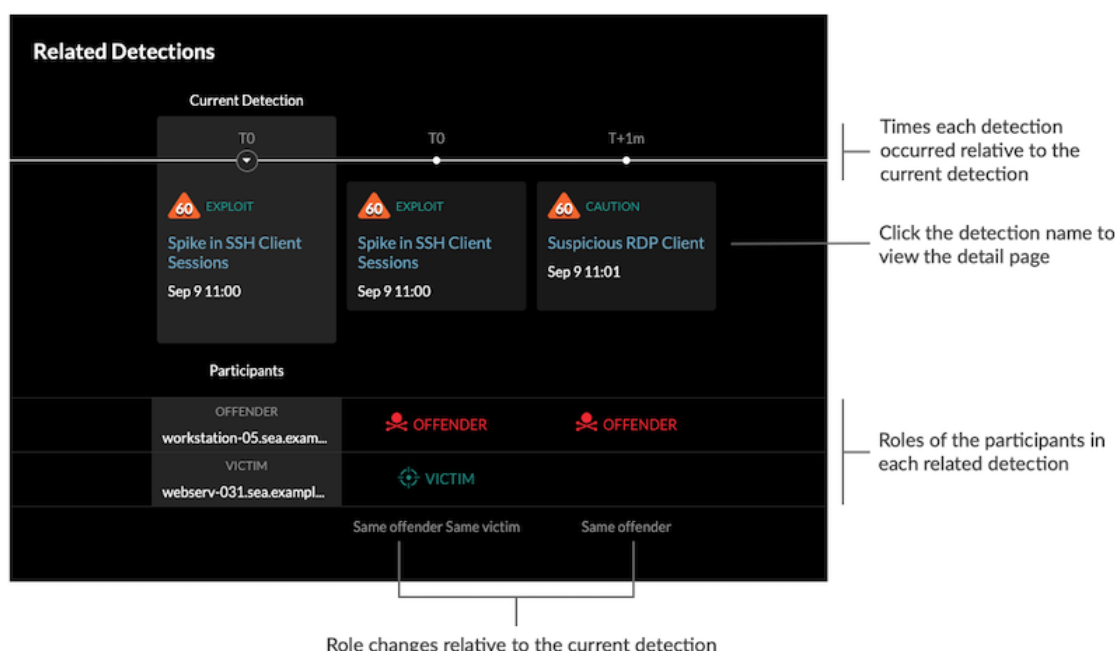 Related Detections
Current Detection
T0
T0
T+1m
Times each detection
occurred relative to the
current detection
60 EXPLOIT
Spike in SSH Client
Sessions
Sep 9 11:00
60 EXPLOIT
Spike in SSH Client
Sessions
Sep 9 11:00
60 CAUTION
Suspicious RDP Client
Sep 9 11:01
Click the detection name to
view the detail page
Participants
OFFENDER
workstation-05.sea.exam...
OFFENDER
OFFENDER
VICTIM
webserv-031.sea.exampl...
VICTIM
Roles of the participants in
each related detection
Same offender Same victim
Same offender
Role changes relative to the current detection